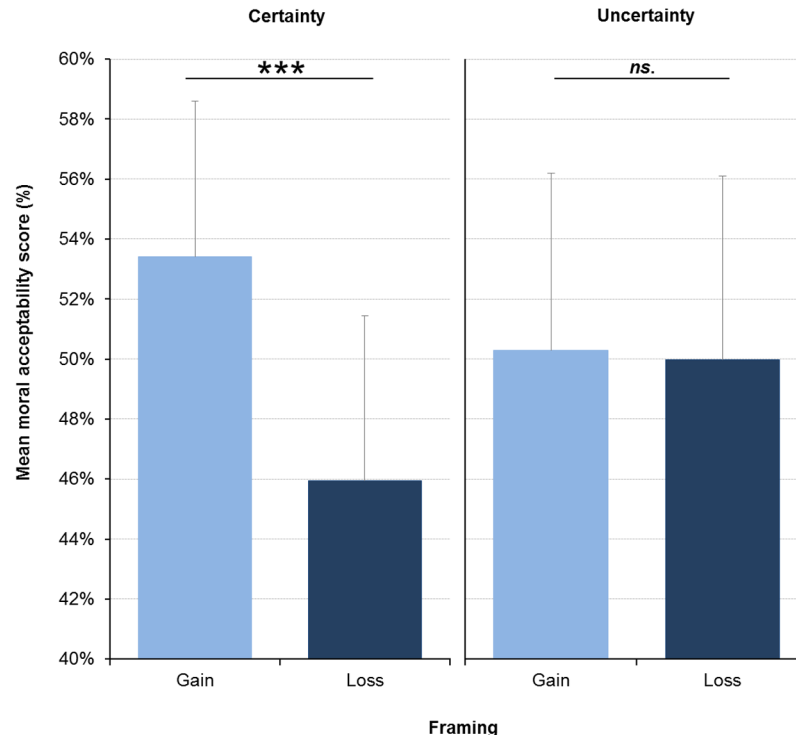 Certainty
Uncertainty
60%
58%
56%
54%
52%
50%
48%
46%
44%
42%
40%
Mean moral acceptability score (%)
***
ns.
Gain
Loss
Gain
Loss
Framing